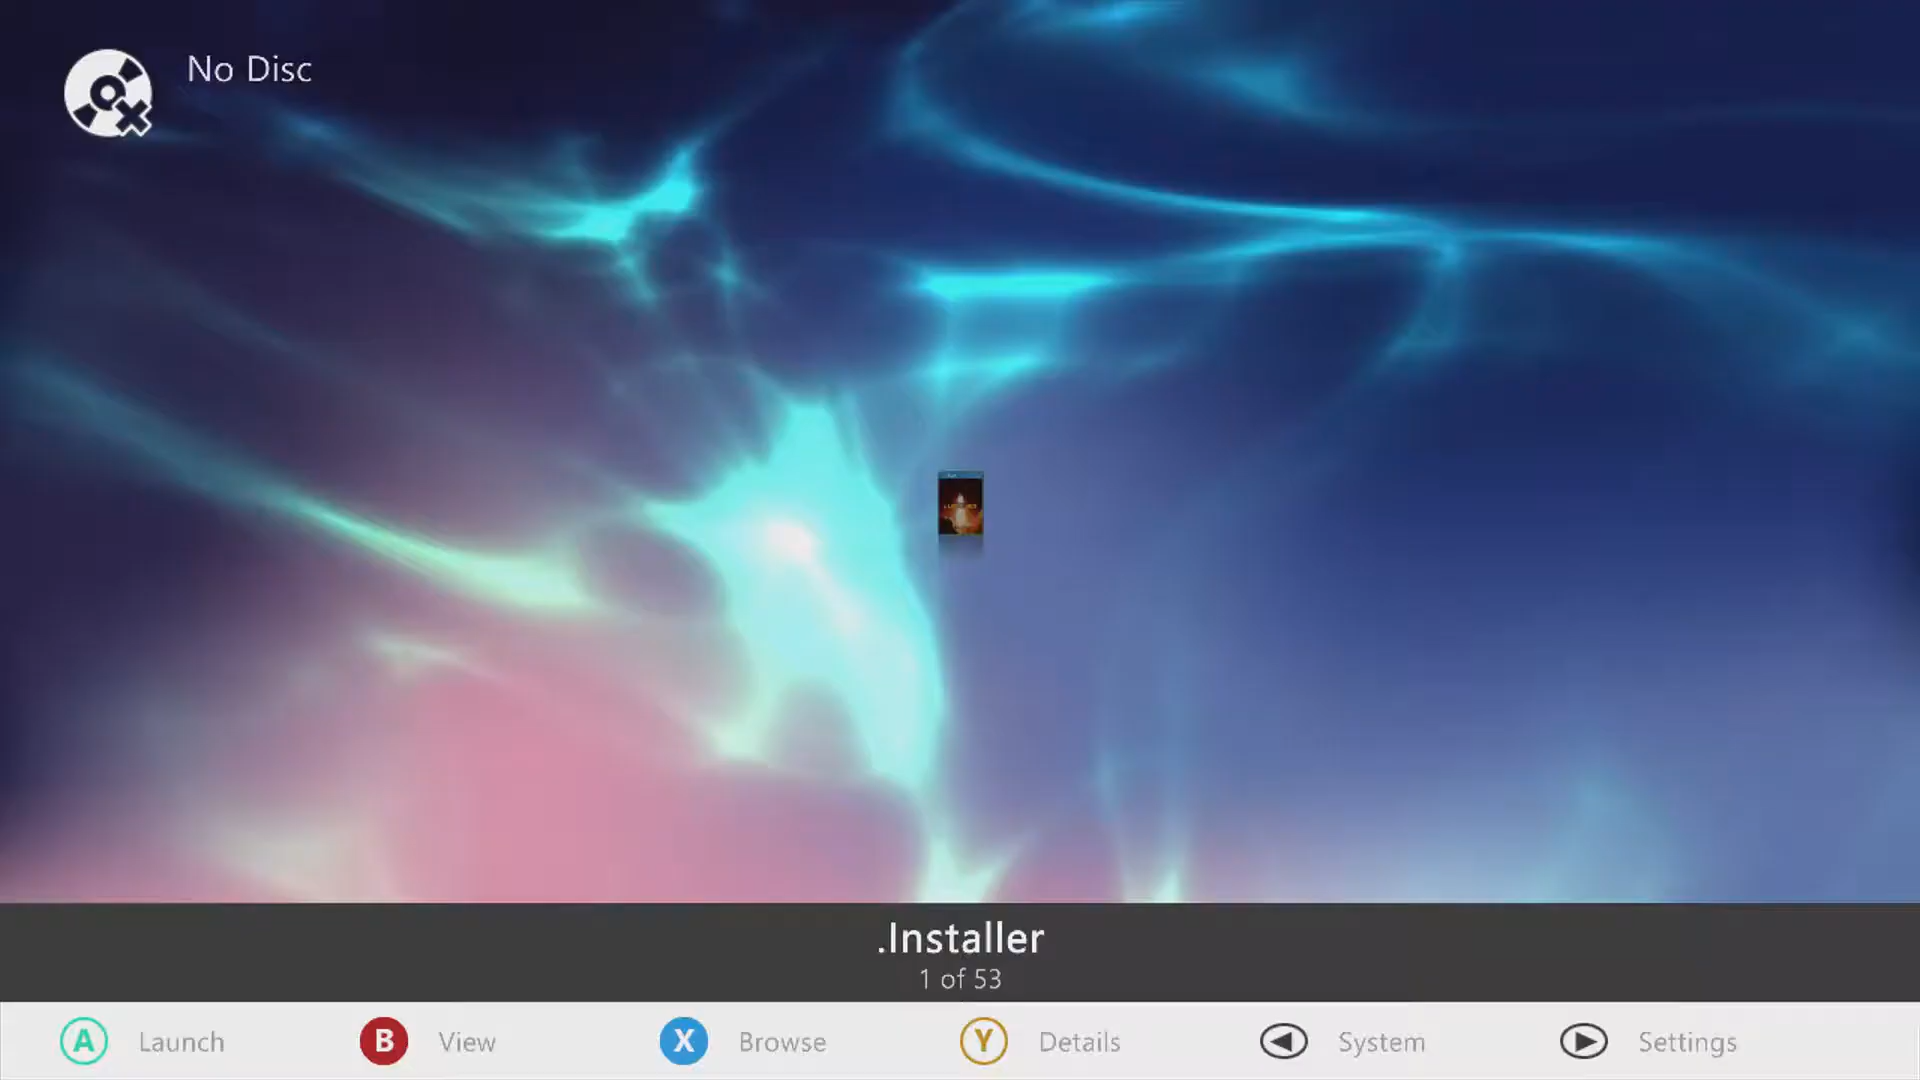 No Disc
.Installer
1 of 53
A Launch
B View
X Browse
Y Details
System
Settings